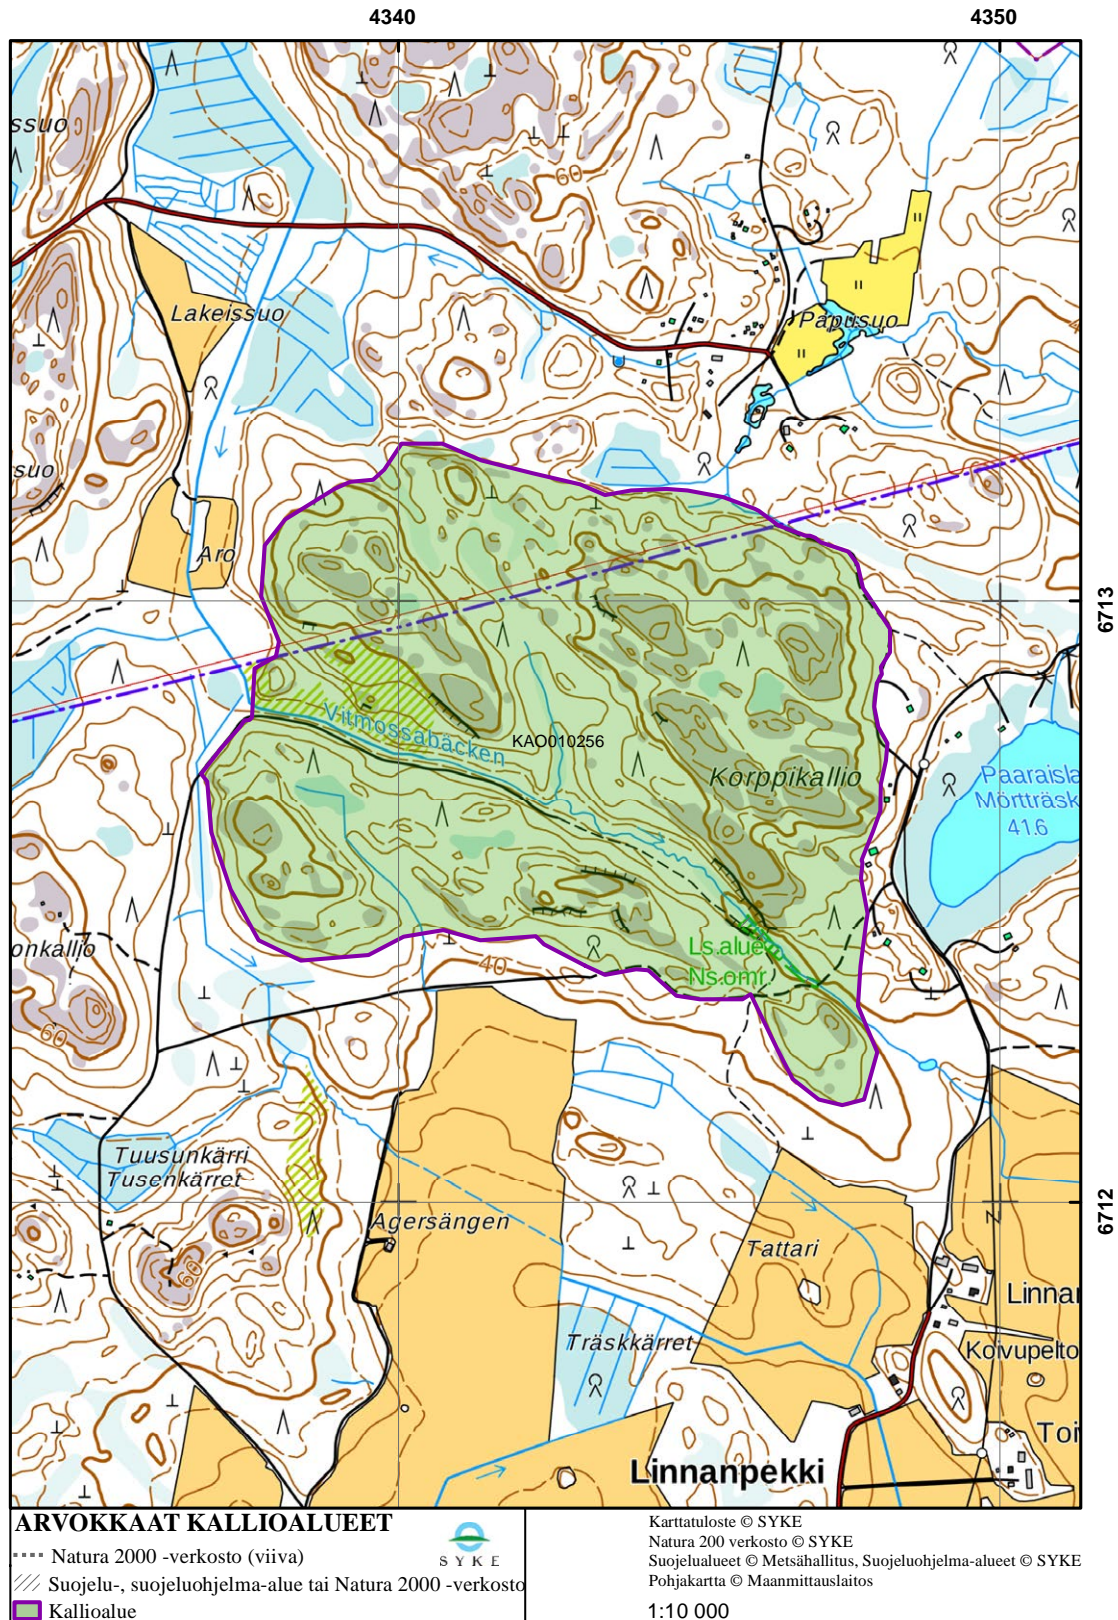 4340
4350
ssuo
60
Lakeissuo
Papusuo
4
suo
Aro
6713
Vitmossabäcken
KAO010256
Korppikallio
Paaraisla
Mörtträsk
41.6
Ls.alue
Ns.omr.
onkallio
40
60
Tuusunkärri
Tusenkärret
6712
Agersängen
Tattari
60
Linnar
Träskkärret
Koivupelto
Toi
Linnanpekki
ARVOKKAAT KALLIOALUEET
Natura 2000 -verkosto (viiva)
Suojelu-, suojeluohjelma-alue tai Natura 2000 -verkosto
Kallioalue
SYKE
Karttatuloste © SYKE
Natura 200 verkosto © SYKE
Suojelualueet © Metsähallitus, Suojeluohjelma-alueet © SYKE
Pohjakartta © Maanmittauslaitos
1:10 000